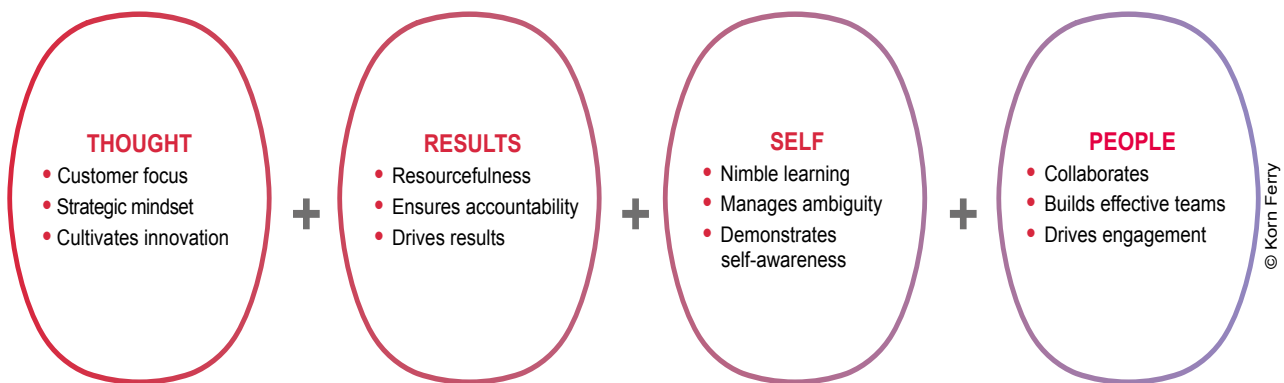 THOUGHT
• Customer focus
• Strategic mindset
• Cultivates innovation
+
RESULTS
• Resourcefulness
• Ensures accountability
• Drives results
+
SELF
• Nimble learning
• Manages ambiguity
• Demonstrates
self-awareness
+
PEOPLE
• Collaborates
• Builds effective teams
• Drives engagement
© Korn Ferry